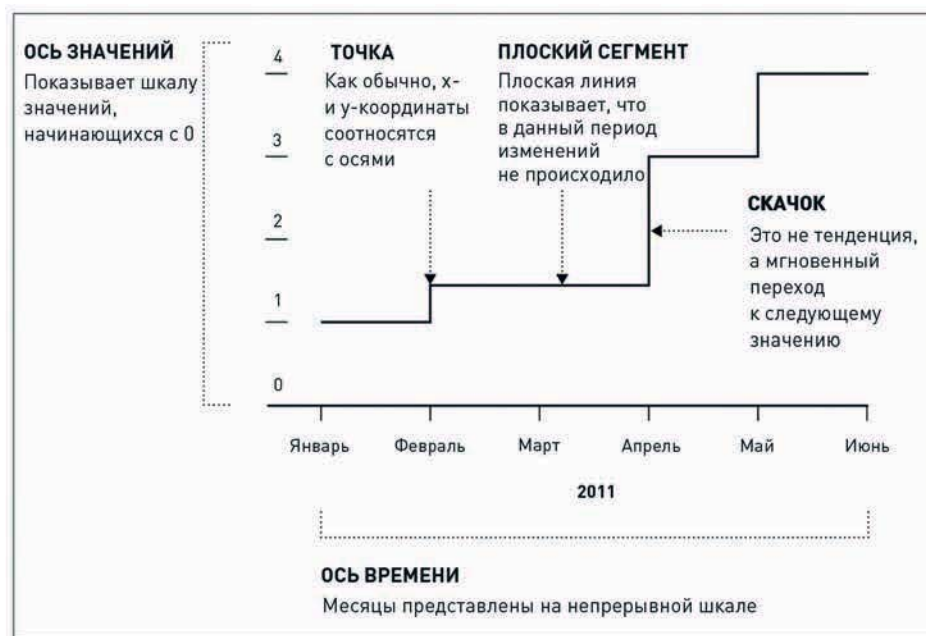 ОСЬ ЗНАЧЕНИЙ
Показывает шкалу
значений,
начинающихся с 0
4
3
2
1
0
ТОЧКА
Как обычно, x-
и y-координаты
соотносятся
с осями
ПЛОСКИЙ СЕГМЕНТ
Плоская линия
показывает, что
в данный период
изменений
не происходило
СКАЧОК
Это не тенденция,
а мгновенный
переход
к следующему
значению
Январь Февраль Март Апрель Май Июнь
2011
ОСЬ ВРЕМЕНИ
Месяцы представлены на непрерывной шкале